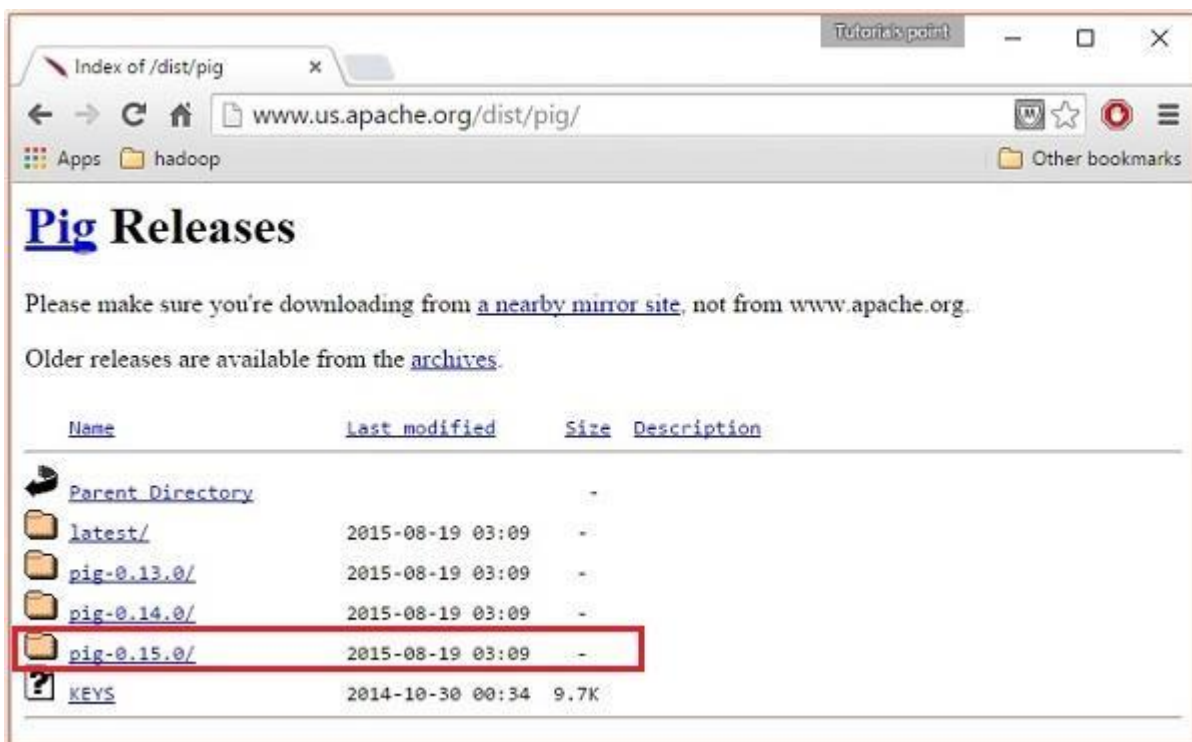 Tutorials point
Index of /dist/pig
www.us.apache.org/dist/pig/
Apps hadoop Other bookmarks
Pig Releases
Please make sure you're downloading from a nearby mirror site, not from www.apache.org.
Older releases are available from the archives.
Name Last modified Size Description
Parent Directory -
latest/ 2015-08-19 03:09 -
pig-0.13.0/ 2015-08-19 03:09 -
pig-0.14.0/ 2015-08-19 03:09 -
pig-0.15.0/ 2015-08-19 03:09 -
KEYS 2014-10-30 00:34 9.7K